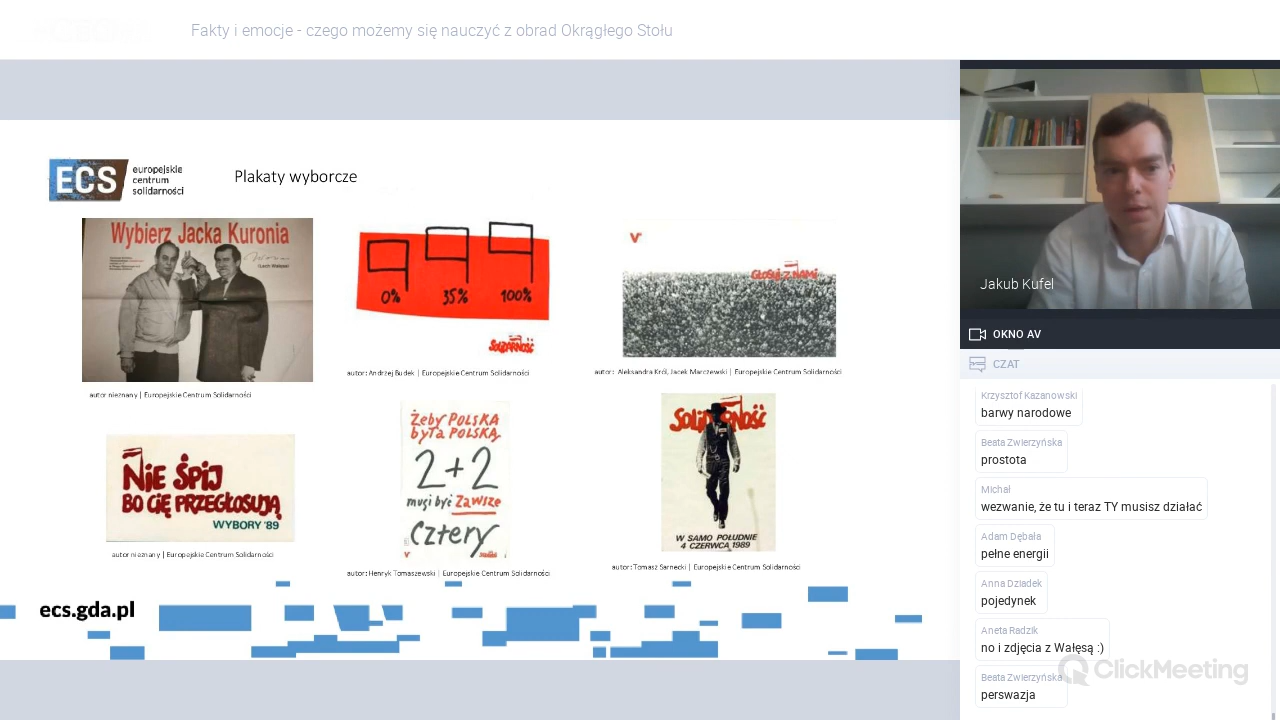 Fakty i emocje - czego możemy się nauczyć z obrad Okrągłego Stołu
ECS
europejskie
centrum
solidarności
Plakaty wyborcze
Wybierz Jacka Kuronia
(Lech Wałęsa)
autor nieznany | Europejskie Centrum Solidarności
0% 35% 100%
SOLIDARNOŚĆ
autor: Andrzej Budek | Europejskie Centrum Solidarności
GŁOSUJ Z NAMI
autor: Aleksandra Król, Jacek Marczewski | Europejskie Centrum Solidarności
NIE ŚPIJ
BO CIĘ PRZEGŁOSUJĄ
WYBORY '89
autor nieznany | Europejskie Centrum Solidarności
Żeby POLSKA
była POLSKĄ
2+2
musi być Zawsze
cztery
autor: Henryk Tomaszewski | Europejskie Centrum Solidarności
SOLIDARNOŚĆ
W SAMO POŁUDNIE
4 CZERWCA 1989
autor: Tomasz Sarnecki | Europejskie Centrum Solidarności
ecs.gda.pl
Jakub Kufel
OKNO AV
CZAT
Krzysztof Kazanowski
barwy narodowe
Beata Zwierzyńska
prostota
Michał
wezwanie, że tu i teraz TY musisz działać
Adam Dębała
pełne energii
Anna Dziadek
pojedynek
Aneta Radzik
no i zdjęcia z Wałęsą :)
Beata Zwierzyńska
perswazja
ClickMeeting